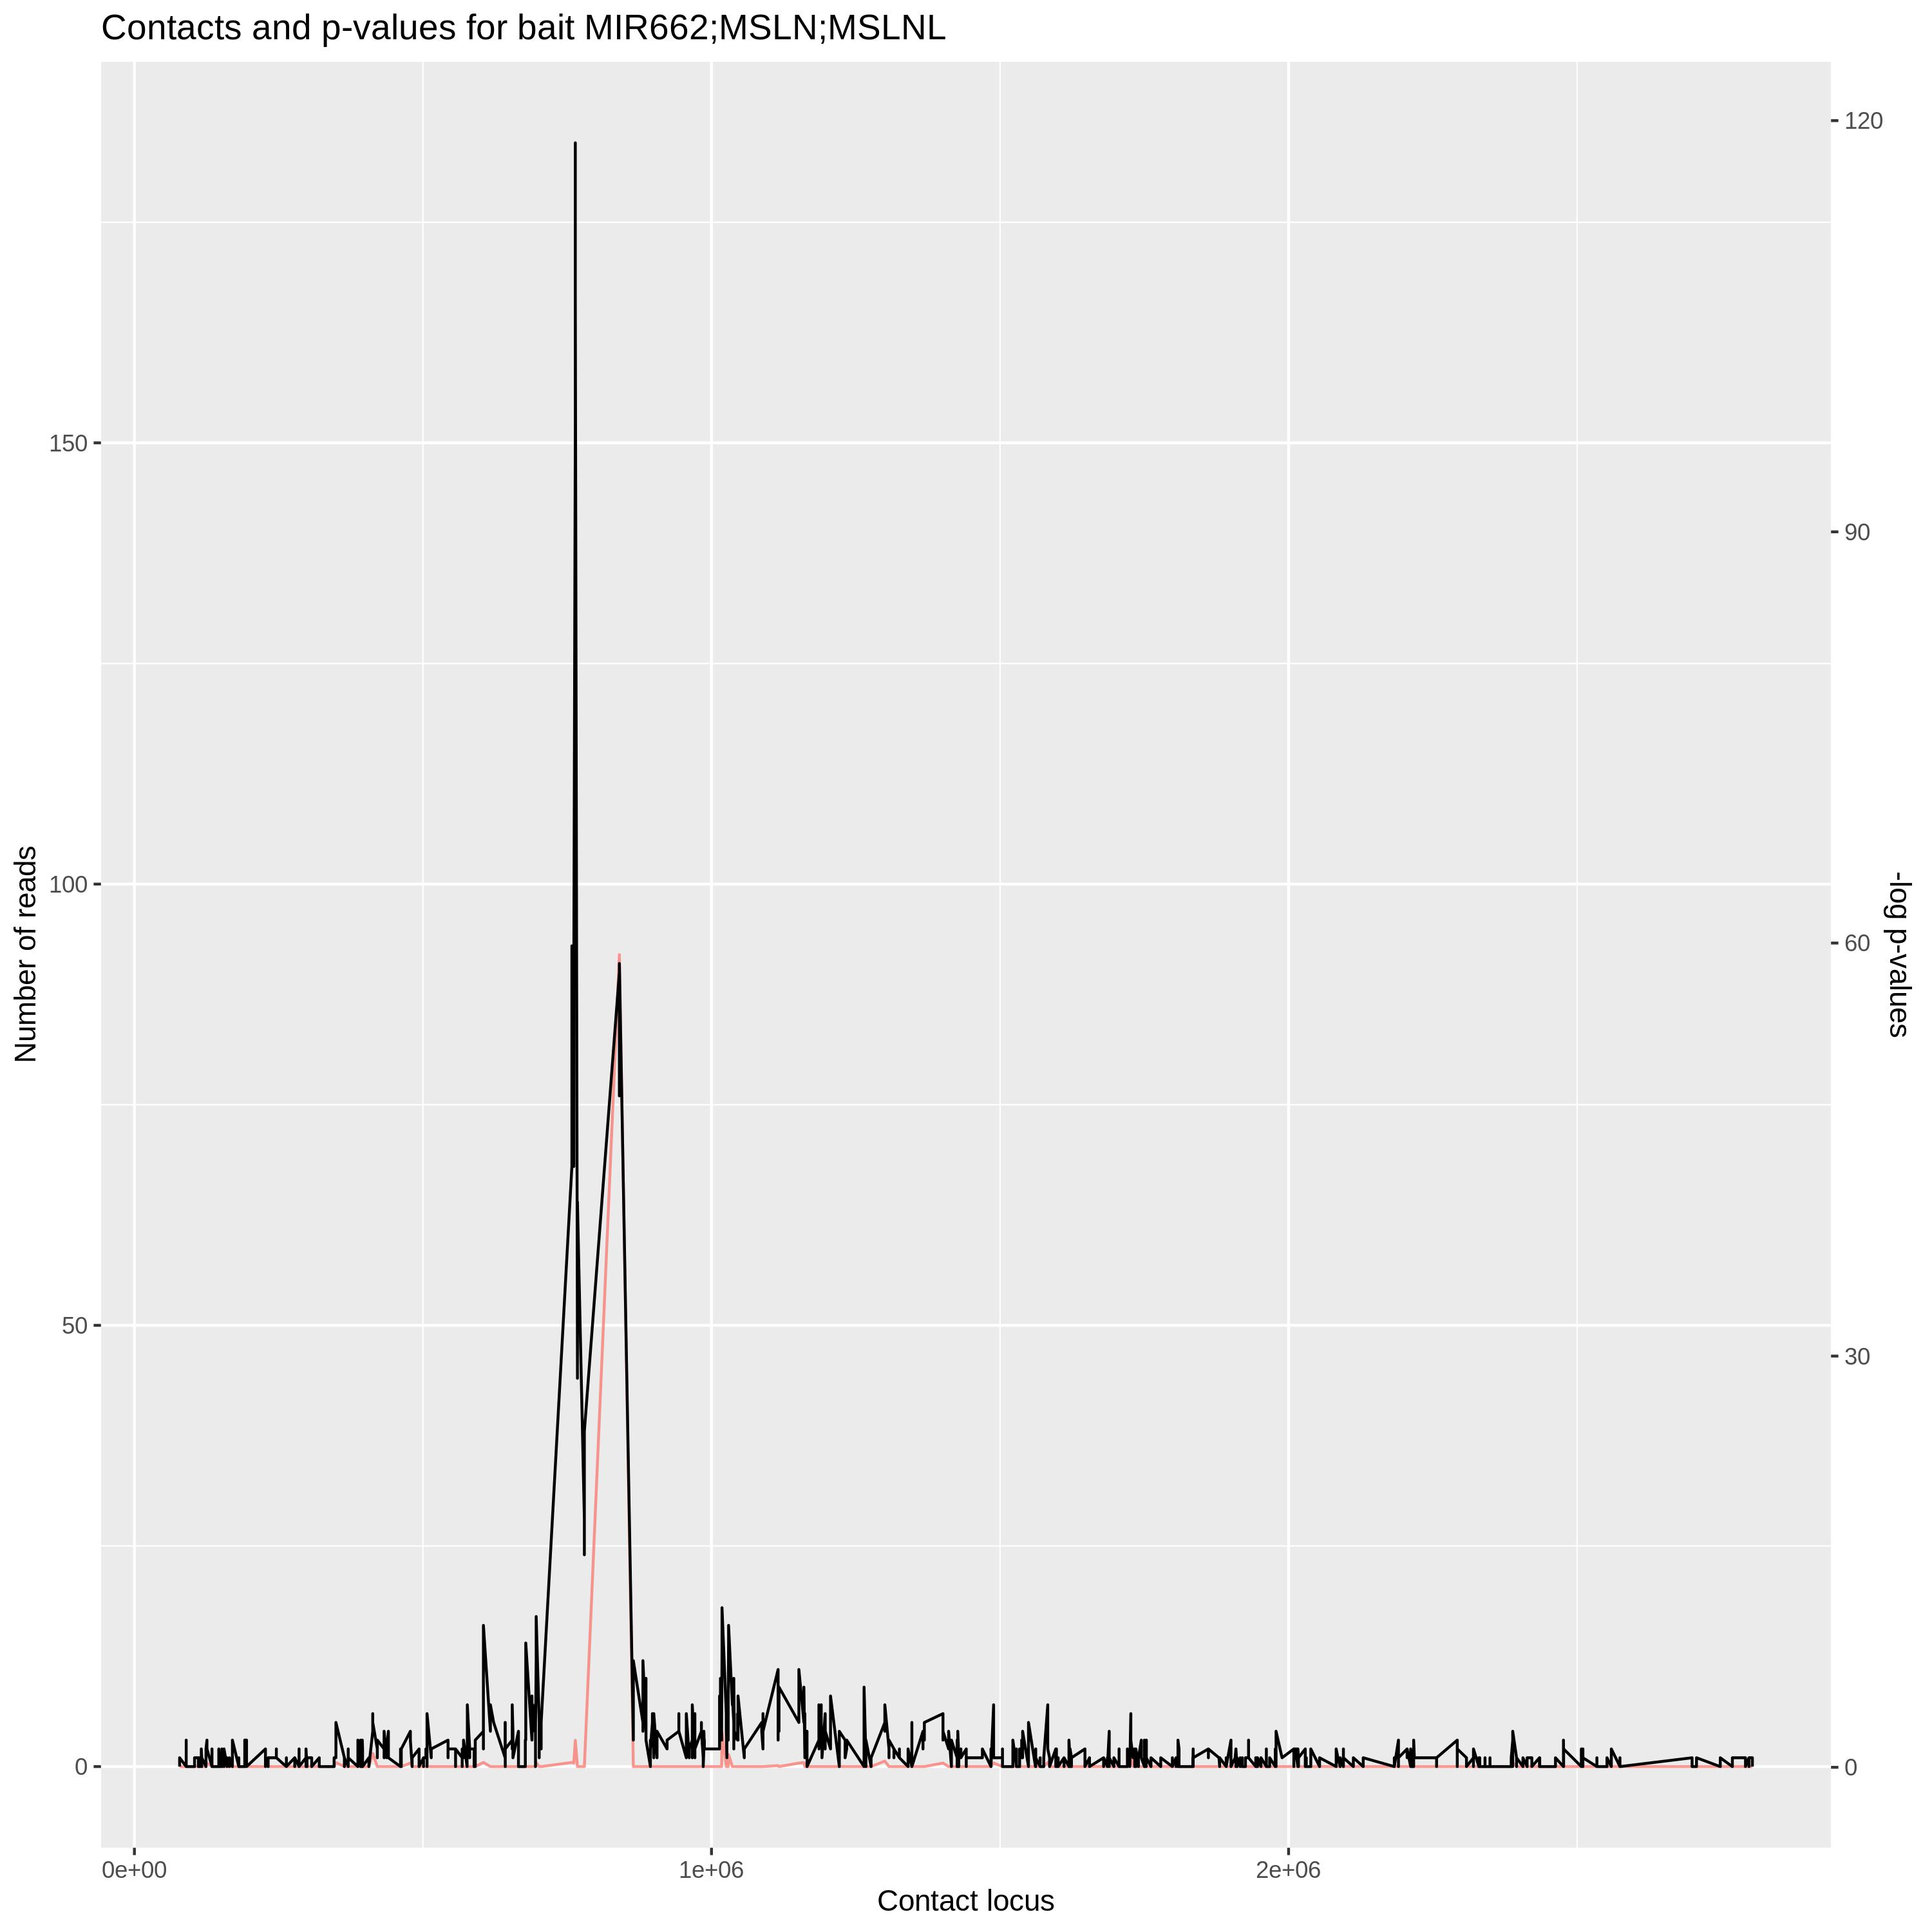 Contacts and p-values for bait MIR662;MSLN;MSLNL
Number of reads
150
100
50
0
120
90
60
30
0
-log p-values
0e+00
1e+06
2e+06
Contact locus